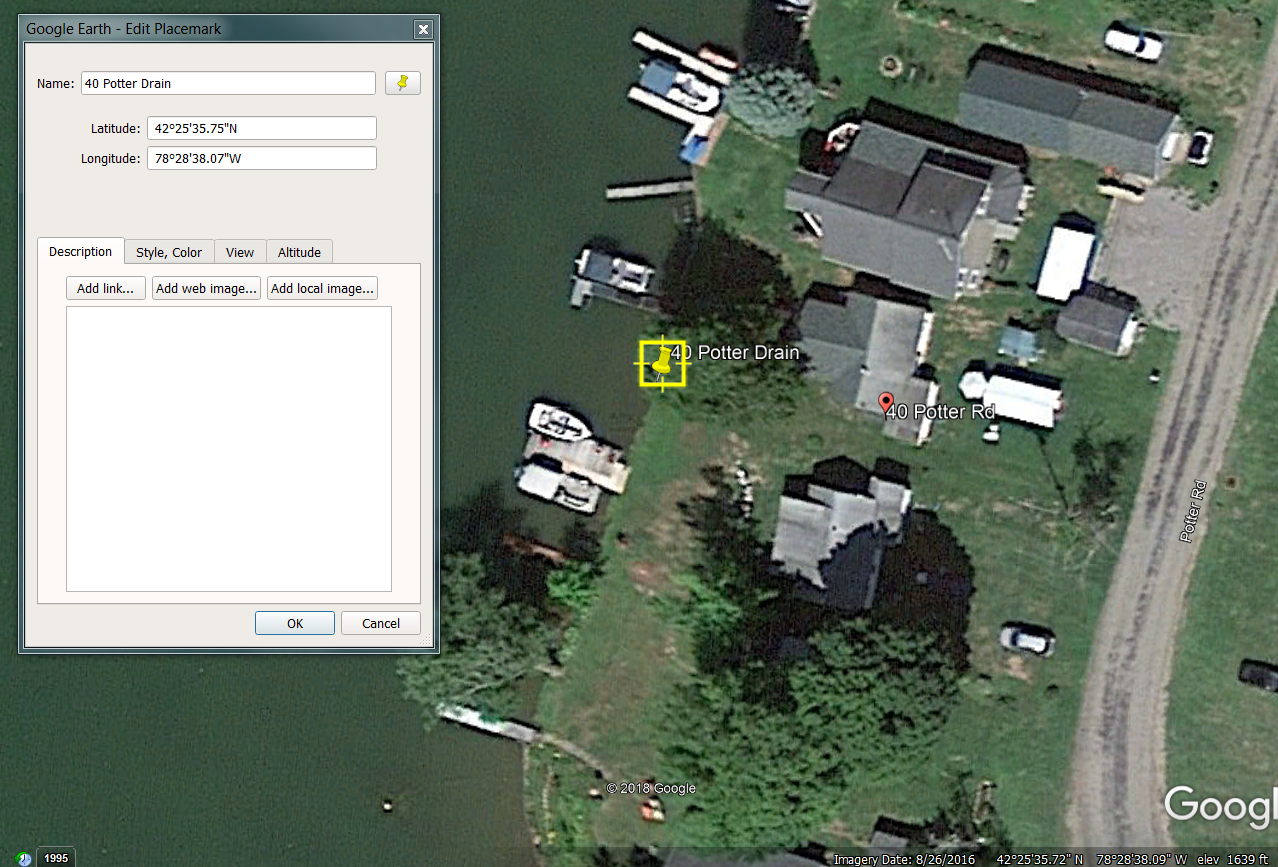 Google Earth - Edit Placemark
Name: 40 Potter Drain
Latitude: 42°25'35.75"N
Longitude: 78°28'38.07"W
Description Style, Color View Altitude
Add link... Add web image... Add local image...
OK Cancel
40 Potter Drain
40 Potter Rd
Potter Rd
© 2018 Google
Googl
1995
Imagery Date: 8/26/2016 42°25'35.72" N 78°28'38.09" W elev 1639 ft